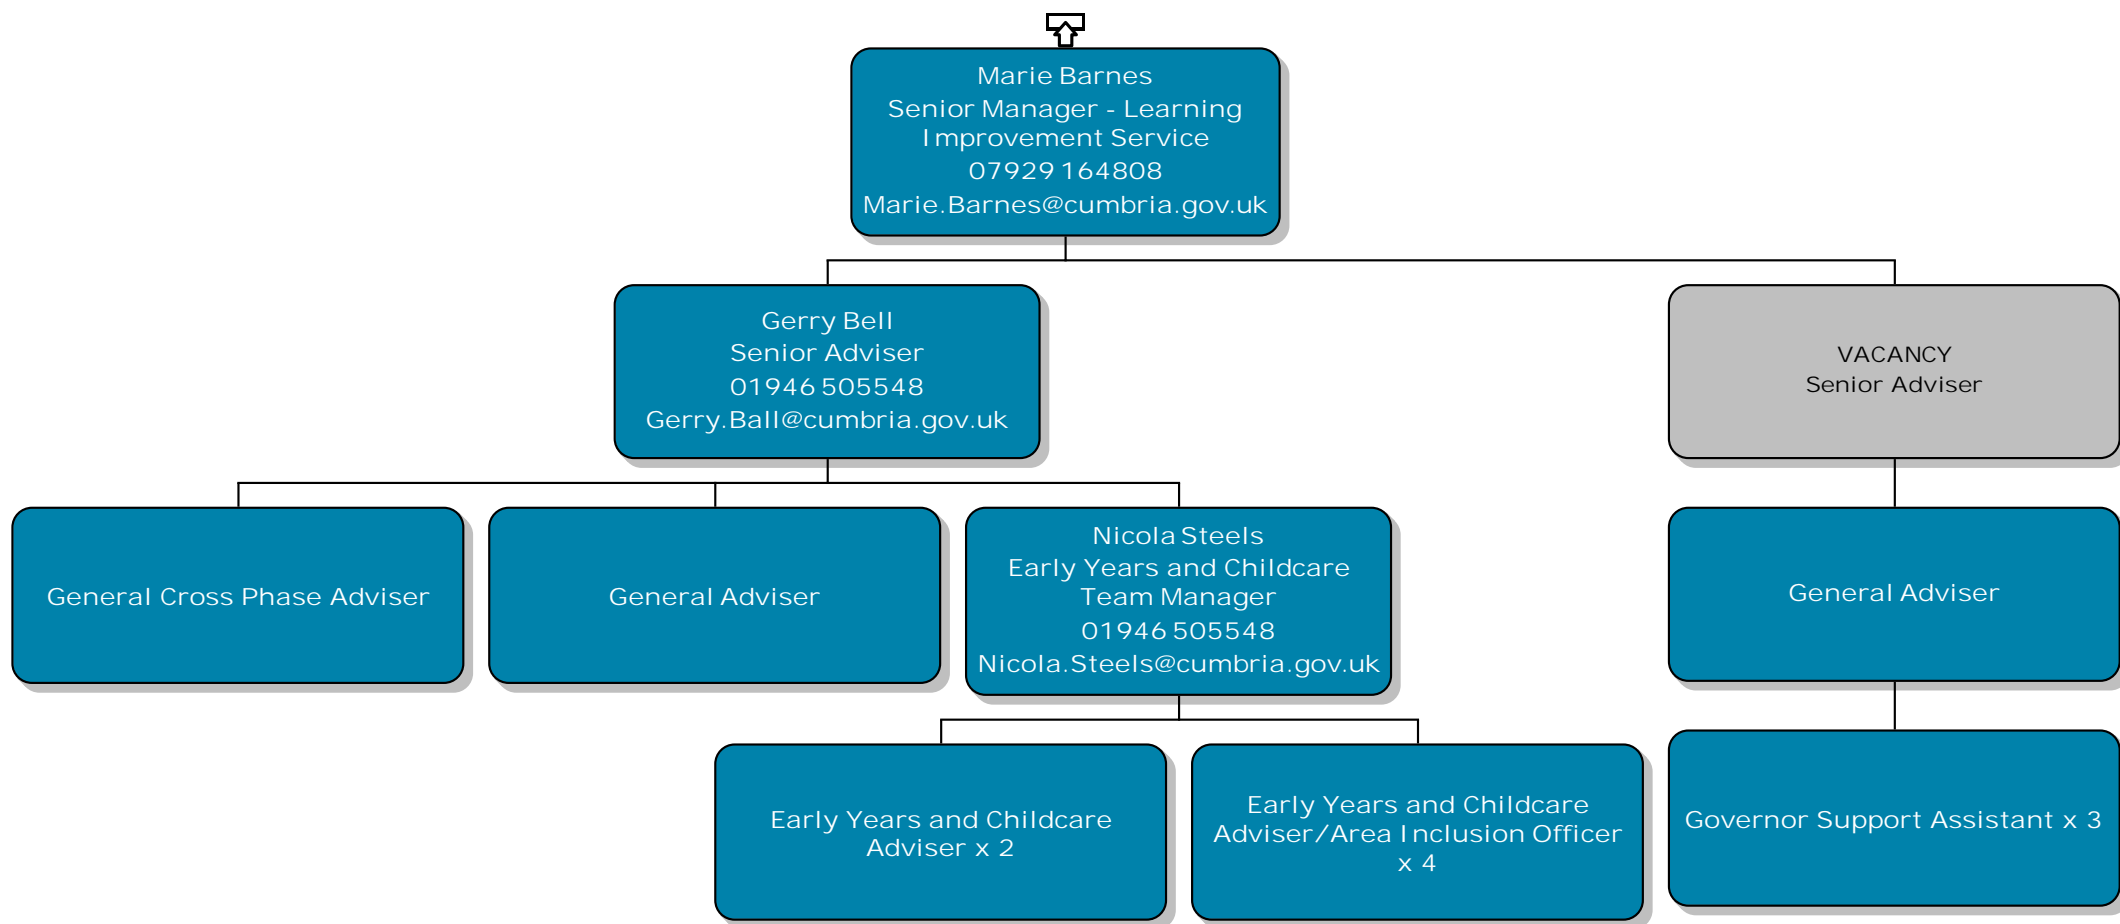 Marie Barnes
Senior Manager - Learning
Improvement Service
07929 164808
Marie.Barnes@cumbria.gov.uk
Gerry Bell
Senior Adviser
01946 505548
Gerry.Ball@cumbria.gov.uk
VACANCY
Senior Adviser
General Cross Phase Adviser
General Adviser
Nicola Steels
Early Years and Childcare
Team Manager
01946 505548
Nicola.Steels@cumbria.gov.uk
General Adviser
Early Years and Childcare
Adviser x 2
Early Years and Childcare
Adviser/Area Inclusion Officer
x 4
Governor Support Assistant x 3